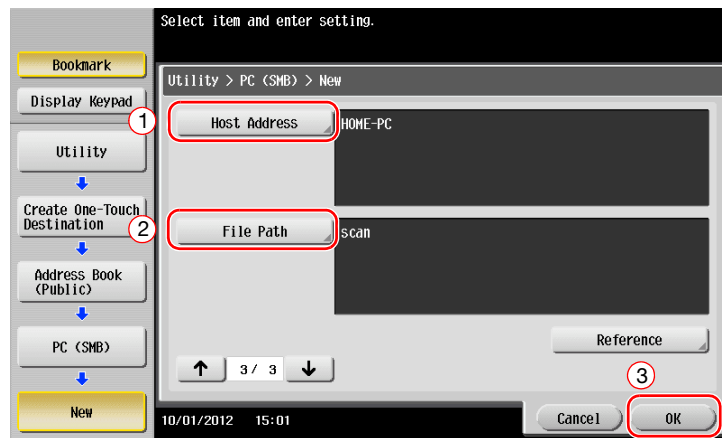 Select item and enter setting.
Bookmark
Display Keypad
Utility
Create One-Touch
Destination
Address Book
(Public)
PC (SMB)
New
Utility > PC (SMB) > New
1
Host Address
HOME-PC
2
File Path
scan
Reference
↑ 3/ 3 ↓
3
10/01/2012 15:01
Cancel
OK